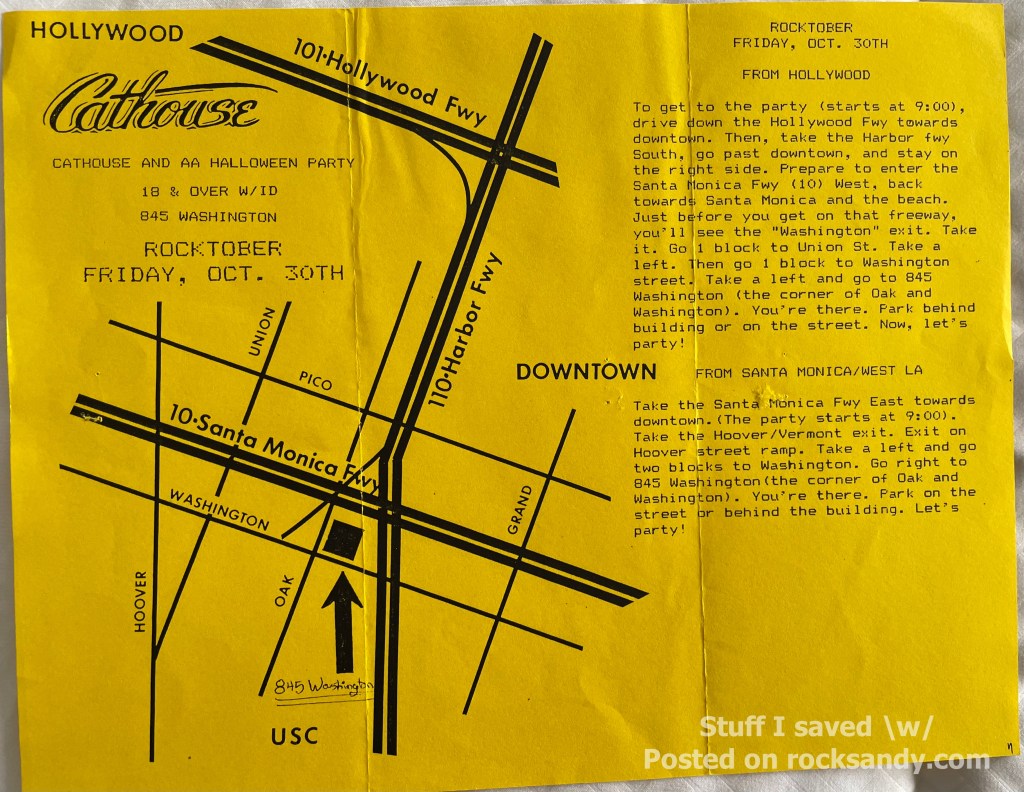 HOLLYWOOD
Cathouse
CATHOUSE AND AA HALLOWEEN PARTY
18 & OVER W/ID
845 WASHINGTON
ROCKTOBER
FRIDAY, OCT. 30TH
101·Hollywood Fwy
110·Harbor Fwy
UNION
PICO
DOWNTOWN
10·Santa Monica Fwy
WASHINGTON
GRAND
HOOVER
OAK
845 Washington
USC
ROCKTOBER
FRIDAY, OCT. 30TH
FROM HOLLYWOOD
To get to the party (starts at 9:00),
drive down the Hollywood Fwy towards
downtown. Then, take the Harbor fwy
South, go past downtown, and stay on
the right side. Prepare to enter the
Santa Monica Fwy (10) West, back
towards Santa Monica and the beach.
Just before you get on that freeway,
you'll see the "Washington" exit. Take
it. Go 1 block to Union St. Take a
left. Then go 1 block to Washington
street. Take a left and go to 845
Washington (the corner of Oak and
Washington). You're there. Park behind
building or on the street. Now, let's
party!
FROM SANTA MONICA/WEST LA
Take the Santa Monica Fwy East towards
downtown.(The party starts at 9:00).
Take the Hoover/Vermont exit. Exit on
Hoover street ramp. Take a left and go
two blocks to Washington. Go right to
845 Washington(the corner of Oak and
Washington). You're there. Park on the
street or behind the building. Let's
party!
Stuff I saved \w/
Posted on rocksandy.com